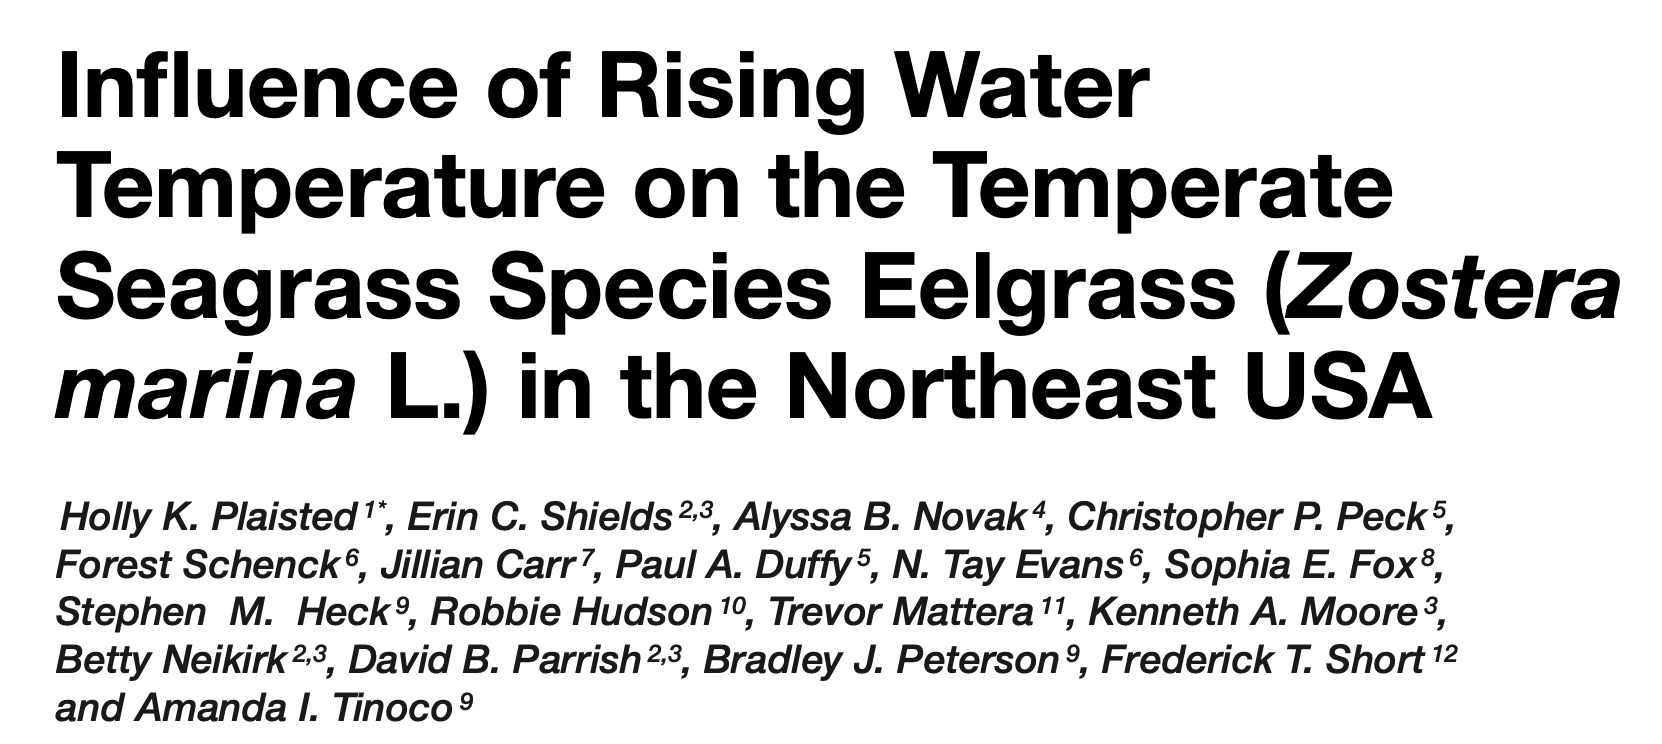 Influence of Rising Water
Temperature on the Temperate
Seagrass Species Eelgrass (Zostera
marina L.) in the Northeast USA
Holly K. Plaisted 1*, Erin C. Shields 2,3, Alyssa B. Novak 4, Christopher P. Peck 5,
Forest Schenck 6, Jillian Carr 7, Paul A. Duffy 5, N. Tay Evans 6, Sophia E. Fox 8,
Stephen M. Heck 9, Robbie Hudson 10, Trevor Mattera 11, Kenneth A. Moore 3,
Betty Neikirk 2,3, David B. Parrish 2,3, Bradley J. Peterson 9, Frederick T. Short 12
and Amanda I. Tinoco 9